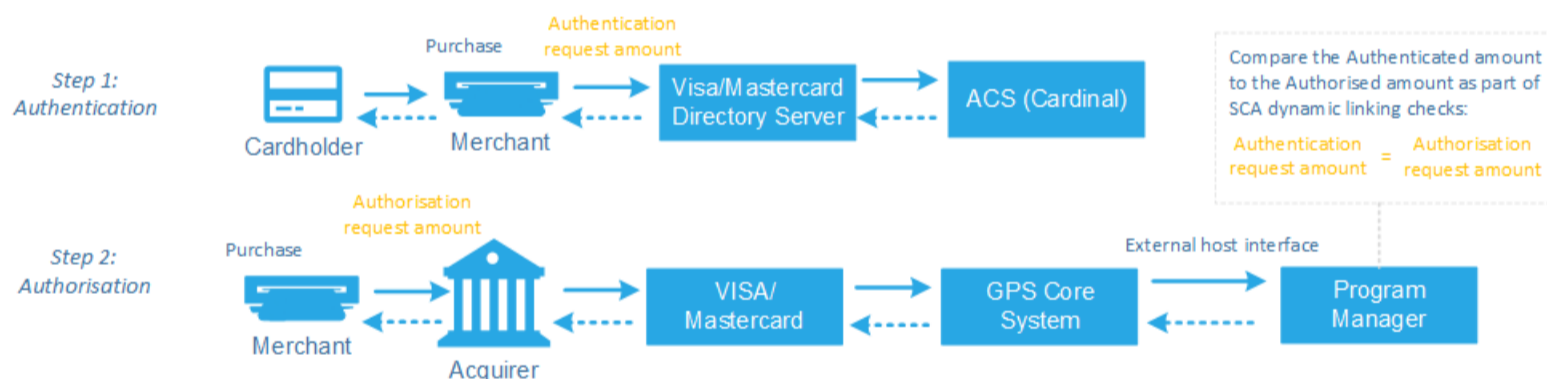 Step 1:
Authentication
Cardholder
Purchase
Merchant
Authentication
request amount
Visa/Mastercard
Directory Server
ACS (Cardinal)
Compare the Authenticated amount
to the Authorised amount as part of
SCA dynamic linking checks:
Authentication
request amount
=
Authorisation
request amount
Step 2:
Authorisation
Purchase
Merchant
Authorisation
request amount
Acquirer
VISA/
Mastercard
GPS Core
System
External host interface
Program
Manager